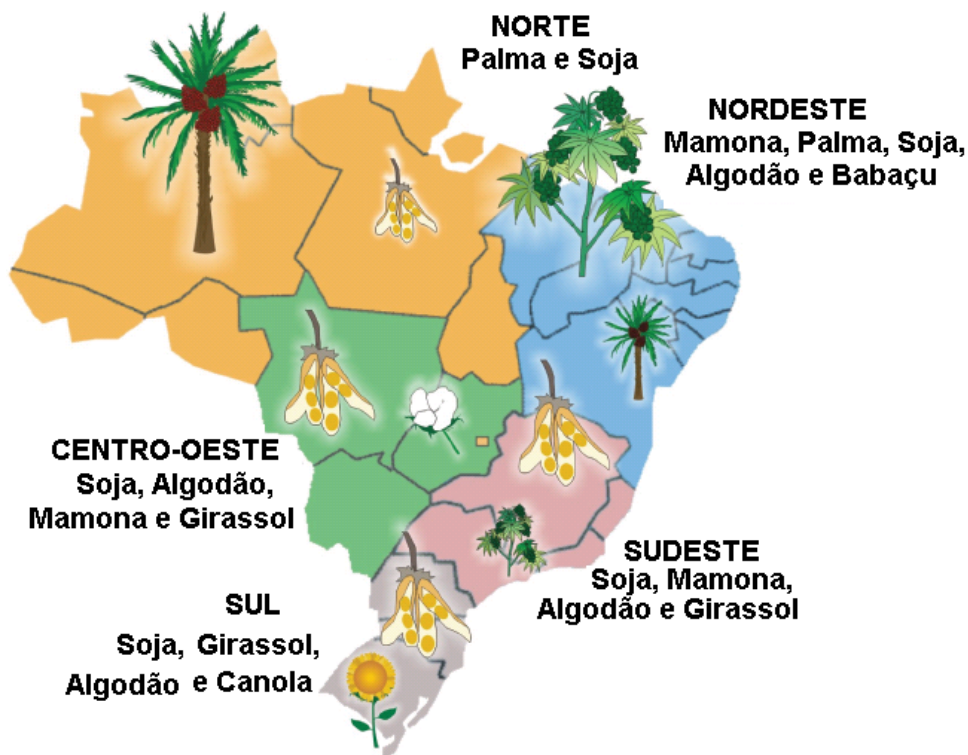 NORTE
Palma e Soja
NORDESTE
Mamona, Palma, Soja,
Algodão e Babaçu
CENTRO-OESTE
Soja, Algodão,
Mamona e Girassol
SUDESTE
Soja, Mamona,
Algodão e Girassol
SUL
Soja, Girassol,
Algodão e Canola